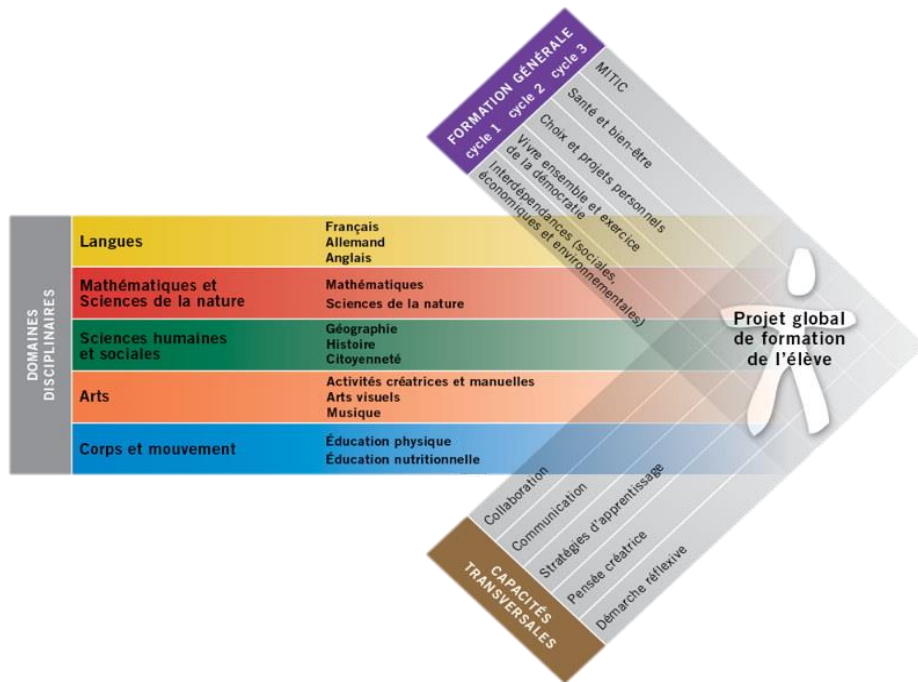 FORMATION GÉNÉRALE
cycle 1 cycle 2 cycle 3
MITIC
Santé et bien-être
Choix et projets personnels
Vivre ensemble et exercice
de la démocratie
Interdépendances (sociales,
économiques et environnementales)
DOMAINES
DISCIPLINAIRES
Langues
Français
Allemand
Anglais
Mathématiques et
Sciences de la nature
Mathématiques
Sciences de la nature
Sciences humaines
et sociales
Géographie
Histoire
Citoyenneté
Arts
Activités créatrices et manuelles
Arts visuels
Musique
Corps et mouvement
Éducation physique
Éducation nutritionnelle
Projet global
de formation
de l'élève
Collaboration
Communication
Stratégies d'apprentissage
Pensée créatrice
Démarche réflexive
CAPACITÉS
TRANSVERSALES